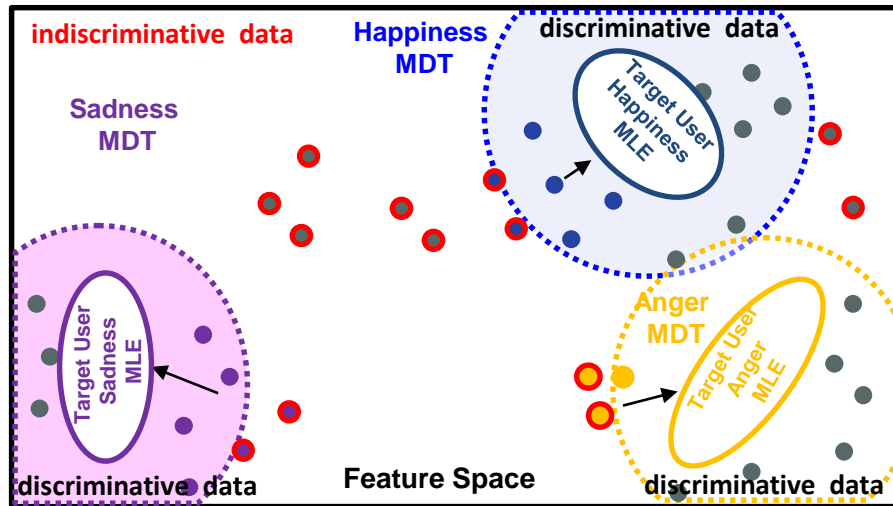 indiscriminative data
Happiness
MDT
discriminative data
Sadness
MDT
Target User
Happiness
MLE
Anger
MDT
Target User
Sadness
MLE
Target User
Anger
MLE
discriminative data
Feature Space
discriminative data